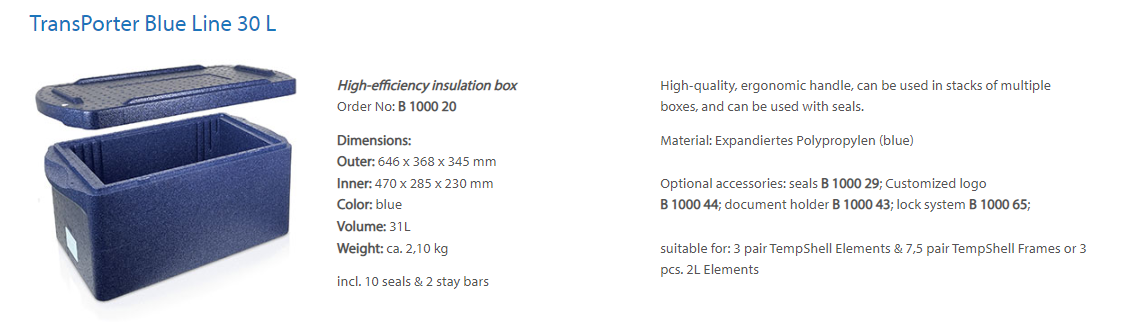 TransPorter Blue Line 30 L
High-efficiency insulation box
Order No: B 1000 20
Dimensions:
Outer: 646 x 368 x 345 mm
Inner: 470 x 285 x 230 mm
Color: blue
Volume: 31L
Weight: ca. 2,10 kg
incl. 10 seals & 2 stay bars
High-quality, ergonomic handle, can be used in stacks of multiple
boxes, and can be used with seals.
Material: Expandiertes Polypropylen (blue)
Optional accessories: seals B 1000 29; Customized logo
B 1000 44; document holder B 1000 43; lock system B 1000 65;
suitable for: 3 pair TempShell Elements & 7,5 pair TempShell Frames or 3
pcs. 2L Elements